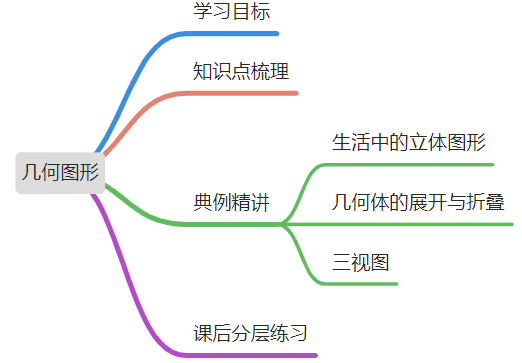 几何图形
学习目标
知识点梳理
典例精讲
生活中的立体图形
几何体的展开与折叠
三视图
课后分层练习